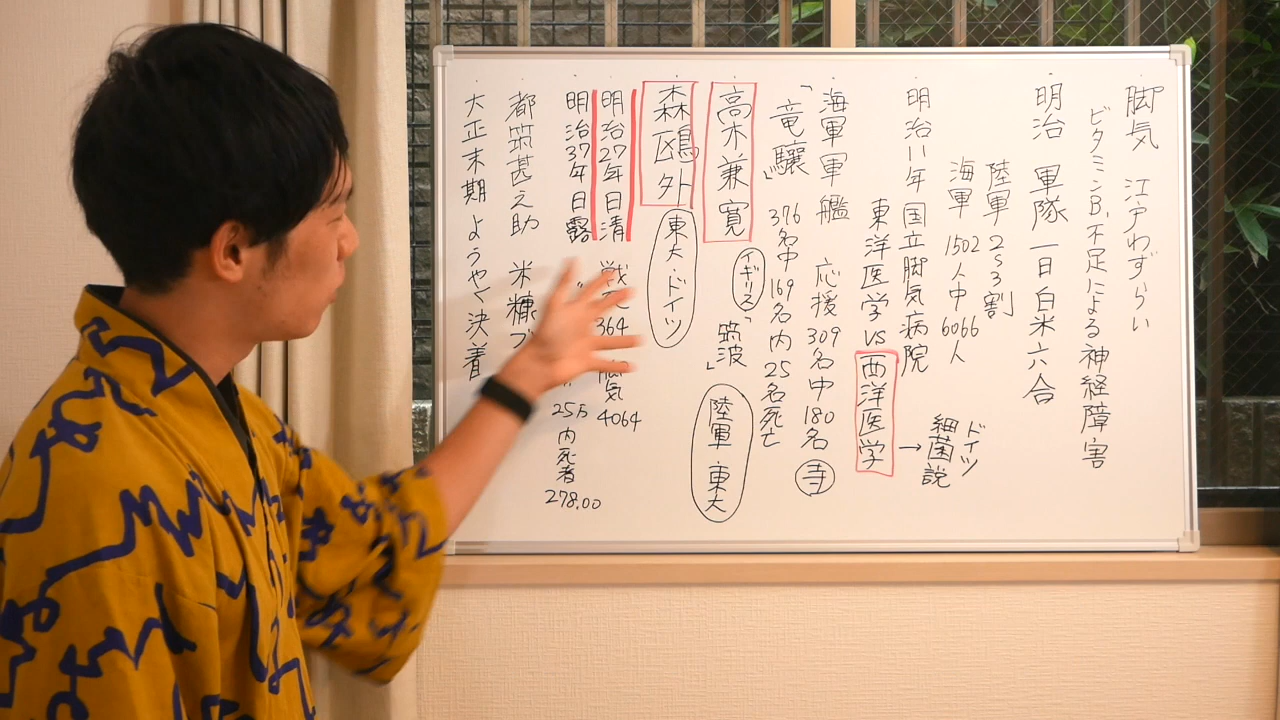 脚気 江戸わずらい
ビタミンB1不足による神経障害
明治 軍隊 一日白米六合
陸軍 2〜3割
海軍 1502人中6066人
明治11年 国立脚気病院
東洋医学 vs 西洋医学
→ ドイツ
細菌説
海軍軍艦
「竜驤」
376名中169名内25名死亡
応援309名中180名 寺
高木兼寛
イギリス
「筑波」
陸軍 東大
森鴎外
東大・ドイツ
明治27年 日清
364
脚気
4064
明治37年 日露
〃
25万
内死者
278.00
都筑甚之助 米糠
大正末期 ようやく決着